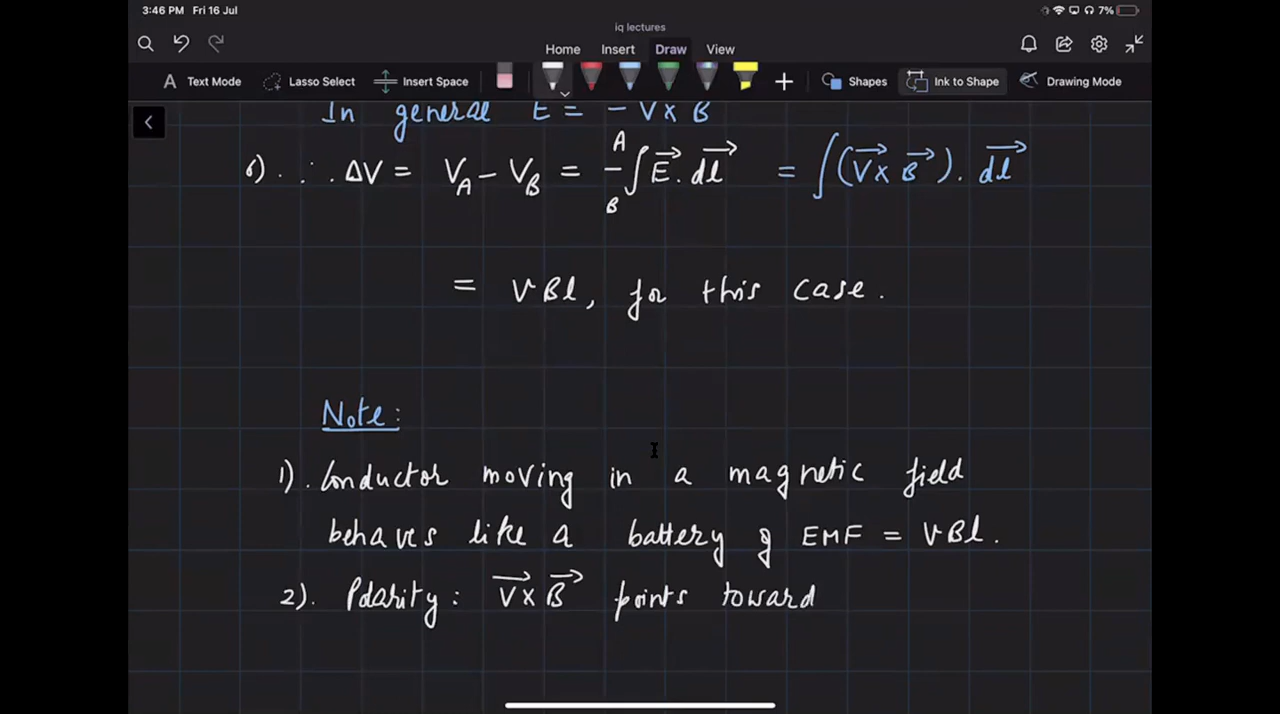 3:46 PM Fri 16 Jul
7%
iq lectures
Home Insert Draw View
Text Mode Lasso Select Insert Space Shapes Ink to Shape Drawing Mode
In general E = - V × B
6) . ∴ ΔV = V_A - V_B = -∫_B^A E⃗ . dl⃗ = ∫(V⃗ × B⃗) . dl⃗
= VBl, for this case.
Note:
1). Conductor moving in a magnetic field
behaves like a battery of EMF = VBl.
2). Polarity: V⃗ × B⃗ points toward